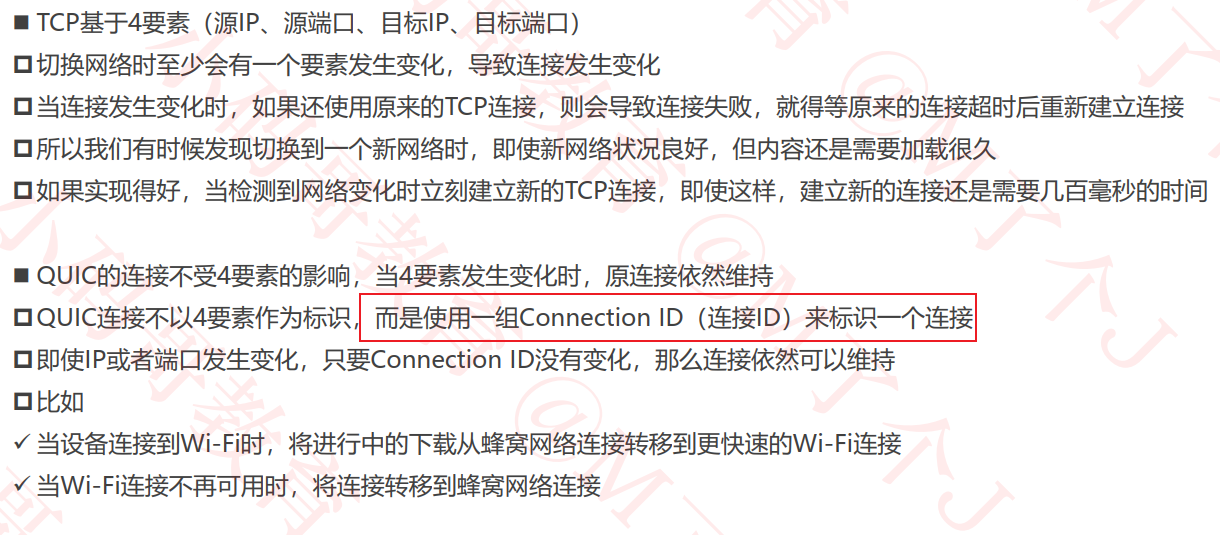 ■ TCP基于4要素（源IP、源端口、目标IP、目标端口）
切换网络时至少会有一个要素发生变化，导致连接发生变化
当连接发生变化时，如果还使用原来的TCP连接，则会导致连接失败，就得等原来的连接超时后重新建立连接
所以我们有时候发现切换到一个新网络时，即使新网络状况良好，但内容还是需要加载很久
如果实现得好，当检测到网络变化时立刻建立新的TCP连接，即使这样，建立新的连接还是需要几百毫秒的时间
■ QUIC的连接不受4要素的影响，当4要素发生变化时，原连接依然维持
QUIC连接不以4要素作为标识，而是使用一组Connection ID（连接ID）来标识一个连接
即使IP或者端口发生变化，只要Connection ID没有变化，那么连接依然可以维持
比如
✓ 当设备连接到Wi-Fi时，将进行中的下载从蜂窝网络连接转移到更快速的Wi-Fi连接
✓ 当Wi-Fi连接不再可用时，将连接转移到蜂窝网络连接
小码哥教育 @M了个J